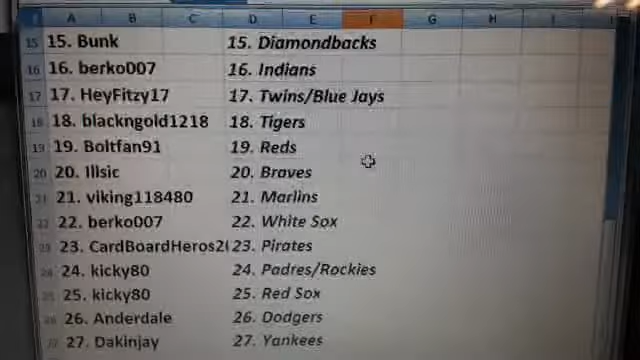 A B C D E F G H I
15 15. Bunk 15. Diamondbacks
16 16. berko007 16. Indians
17 17. HeyFitzy17 17. Twins/Blue Jays
18 18. blackngold1218 18. Tigers
19 19. Boltfan91 19. Reds
20 20. Illsic 20. Braves
21 21. viking118480 21. Marlins
22 22. berko007 22. White Sox
23 23. CardBoardHeros2 23. Pirates
24 24. kicky80 24. Padres/Rockies
25 25. kicky80 25. Red Sox
26 26. Anderdale 26. Dodgers
27 27. Dakinjay 27. Yankees